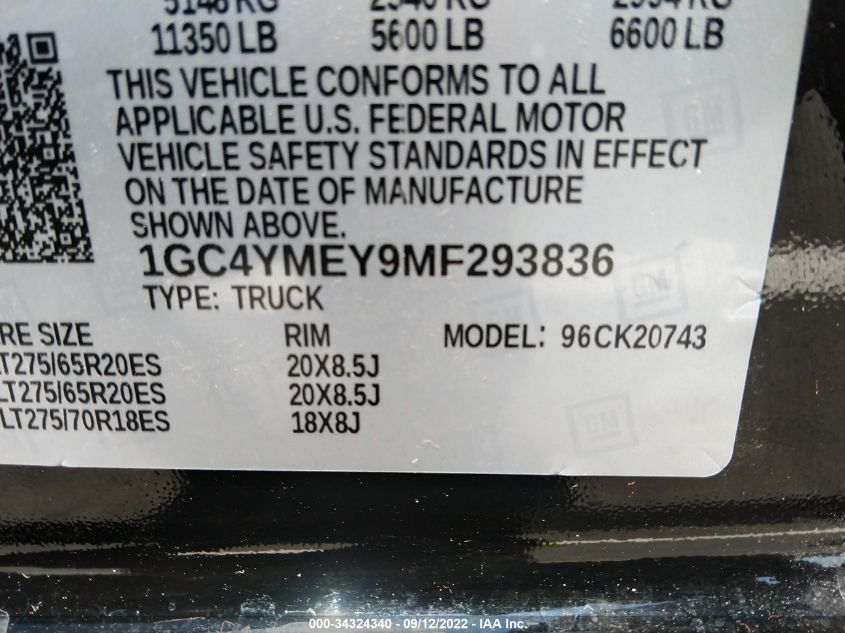 11350 LB 5600 LB 6600 LB
THIS VEHICLE CONFORMS TO ALL
APPLICABLE U.S. FEDERAL MOTOR
VEHICLE SAFETY STANDARDS IN EFFECT
ON THE DATE OF MANUFACTURE
SHOWN ABOVE.
1GC4YMEY9MF293836
TYPE: TRUCK
RE SIZE RIM MODEL: 96CK20743
LT275/65R20ES 20X8.5J
LT275/65R20ES 20X8.5J
LT275/70R18ES 18X8J
000-34324340 - 09/12/2022 - IAA Inc.